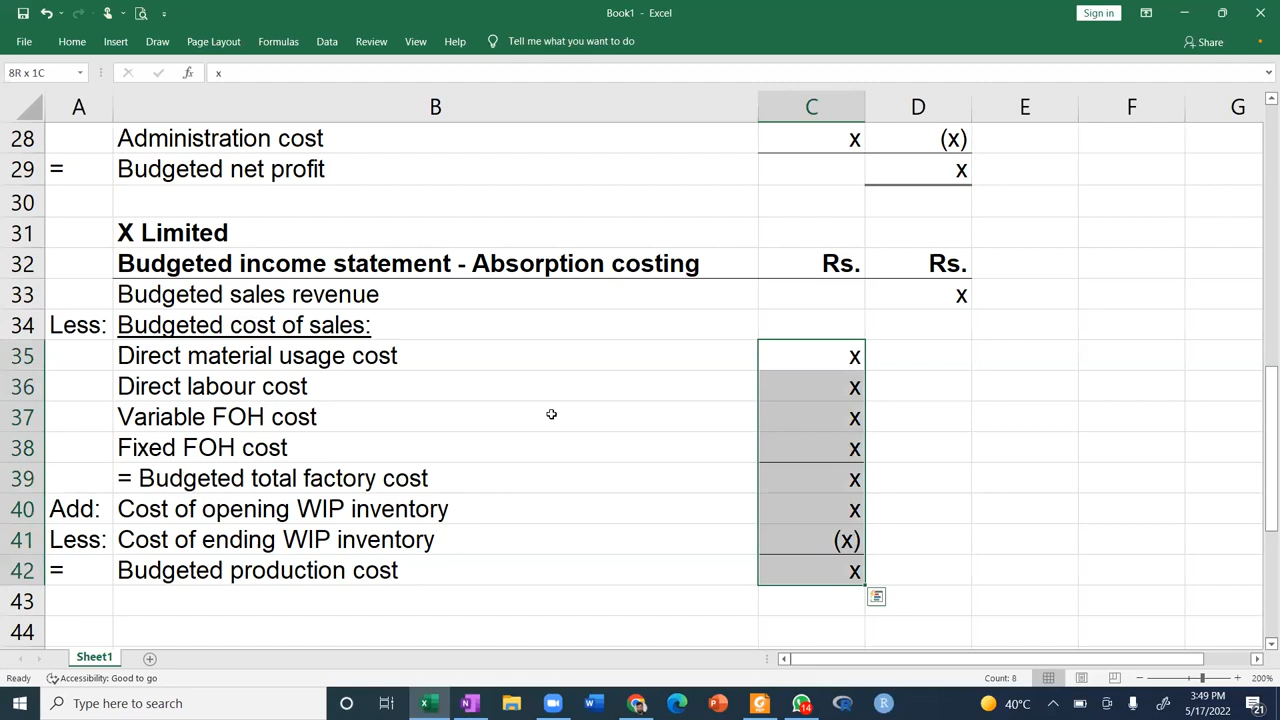 Book1 - Excel
Sign in
File Home Insert Draw Page Layout Formulas Data Review View Help Tell me what you want to do Share
8R x 1C fx x
A B C D E F G
28 Administration cost x (x)
29 = Budgeted net profit x
30
31 X Limited
32 Budgeted income statement - Absorption costing Rs. Rs.
33 Budgeted sales revenue x
34 Less: Budgeted cost of sales:
35 Direct material usage cost x
36 Direct labour cost x
37 Variable FOH cost x
38 Fixed FOH cost x
39 = Budgeted total factory cost x
40 Add: Cost of opening WIP inventory x
41 Less: Cost of ending WIP inventory (x)
42 = Budgeted production cost x
43
44
Sheet1
Ready Accessibility: Good to go Count: 8 200%
Type here to search 14 40°C 3:49 PM
5/17/2022 21